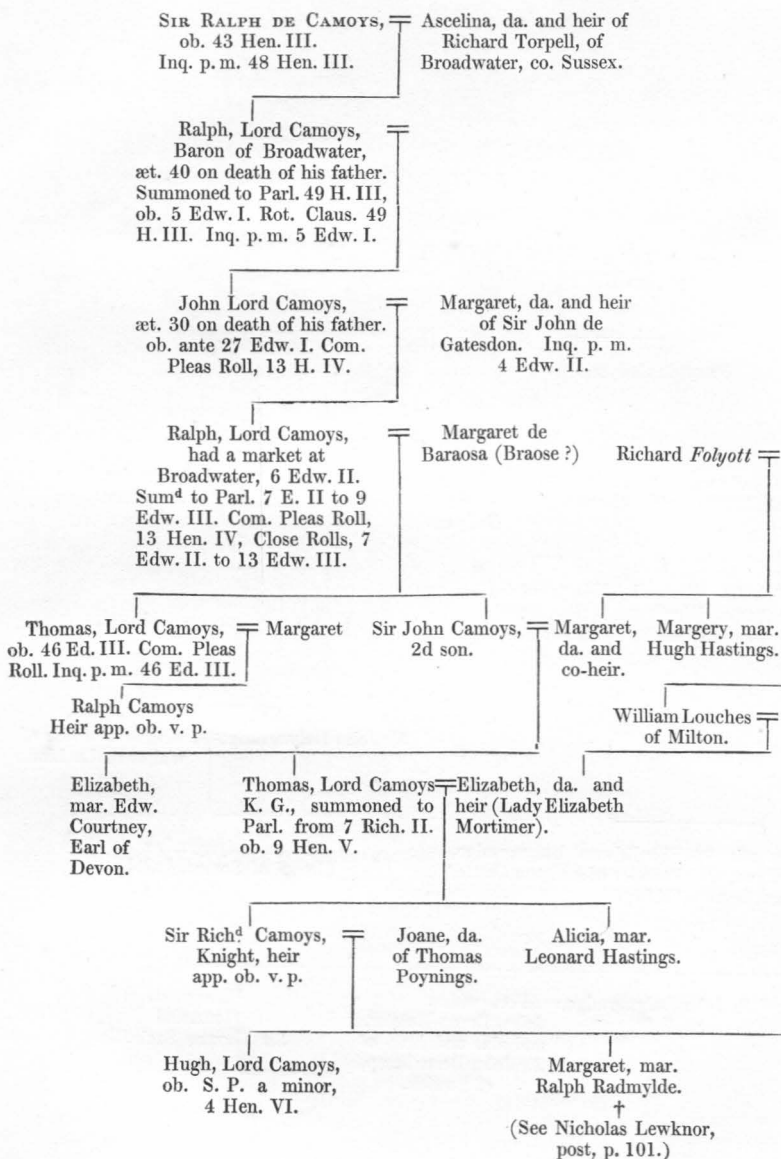 SIR RALPH DE CAMOYS,
ob. 43 Hen. III.
Inq. p. m. 48 Hen. III.
Ascelina, da. and heir of
Richard Torpell, of
Broadwater, co. Sussex.
Ralph, Lord Camoys,
Baron of Broadwater,
æt. 40 on death of his father.
Summoned to Parl. 49 H. III,
ob. 5 Edw. I. Rot. Claus. 49
H. III. Inq. p. m. 5 Edw. I.
John Lord Camoys,
æt. 30 on death of his father.
ob. ante 27 Edw. I. Com.
Pleas Roll, 13 H. IV.
Margaret, da. and heir
of Sir John de
Gatesdon. Inq. p. m.
4 Edw. II.
Ralph, Lord Camoys,
had a market at
Broadwater, 6 Edw. II.
Sumᵈ to Parl. 7 E. II to 9
Edw. III. Com. Pleas Roll,
13 Hen. IV, Close Rolls, 7
Edw. II. to 13 Edw. III.
Margaret de
Baraosa (Braose ?)
Richard Folyott
Thomas, Lord Camoys,
ob. 46 Ed. III. Com. Pleas
Roll. Inq. p. m. 46 Ed. III.
Margaret
Sir John Camoys,
2d son.
Margaret,
da. and
co-heir.
Margery, mar.
Hugh Hastings.
Ralph Camoys
Heir app. ob. v. p.
William Louches
of Milton.
Elizabeth,
mar. Edw.
Courtney,
Earl of
Devon.
Thomas, Lord Camoys
K. G., summoned to
Parl. from 7 Rich. II.
ob. 9 Hen. V.
Elizabeth, da. and
heir (Lady Elizabeth
Mortimer).
Sir Richᵈ. Camoys,
Knight, heir
app. ob. v. p.
Joane, da.
of Thomas
Poynings.
Alicia, mar.
Leonard Hastings.
Hugh, Lord Camoys,
ob. S. P. a minor,
4 Hen. VI.
Margaret, mar.
Ralph Radmylde.
†
(See Nicholas Lewknor,
post, p. 101.)